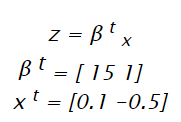 z = β t x
β t = [ 15 1]
x t = [0.1 -0.5]